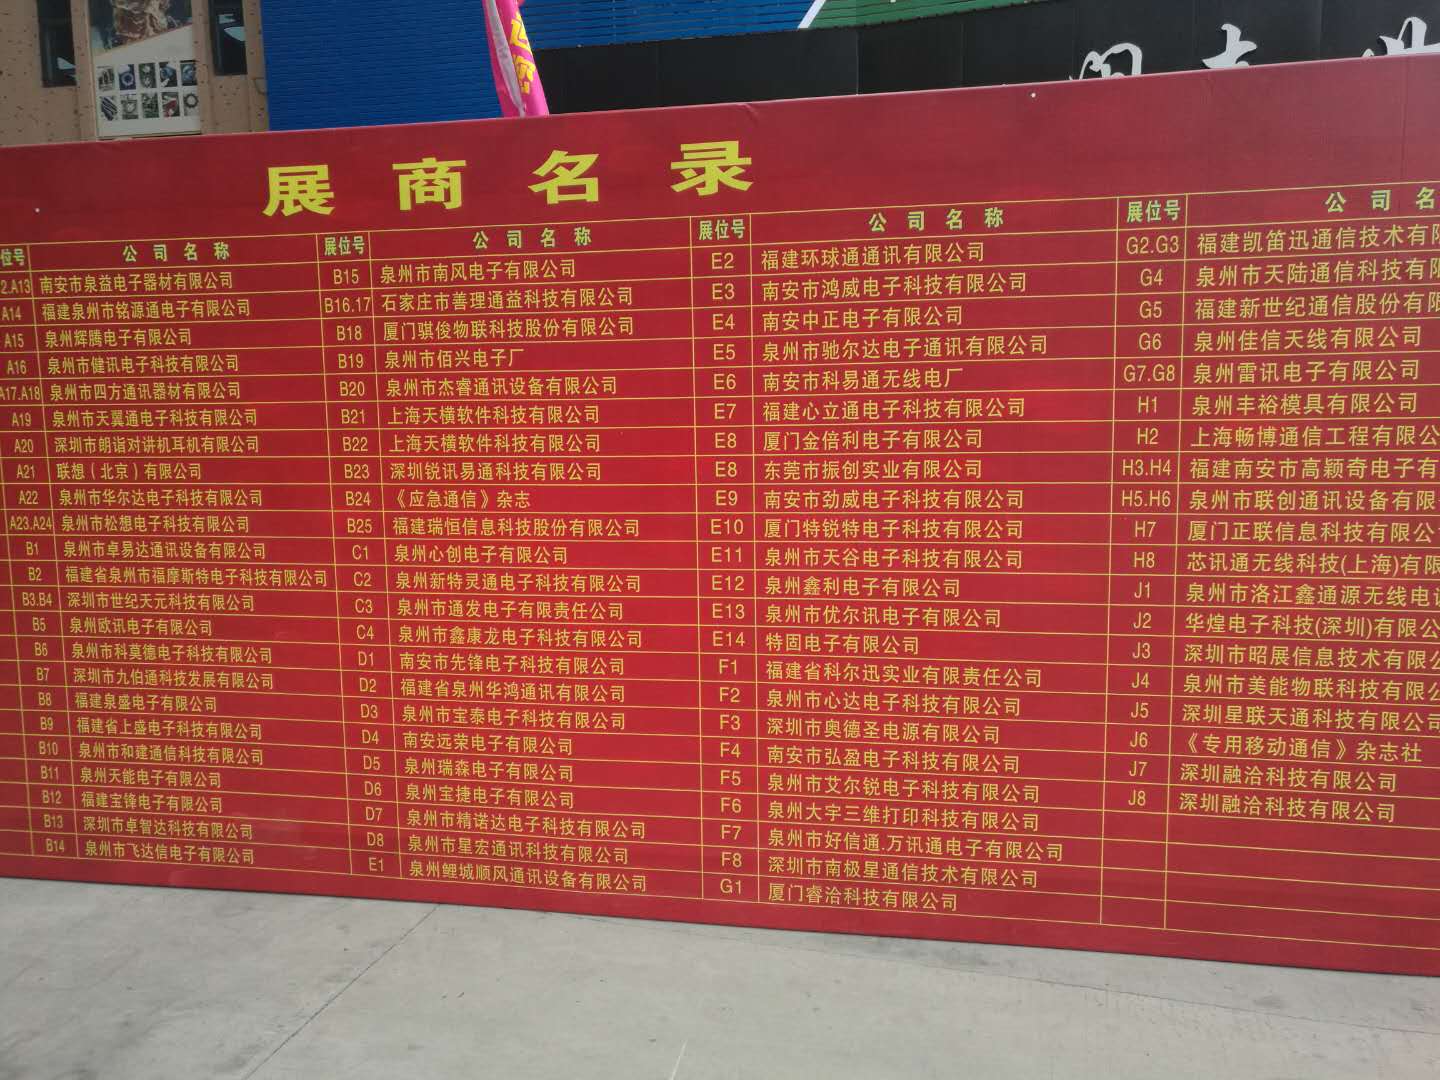 展商名录
位号 公司名称 展位号 公司名称 展位号 公司名称 展位号 公司名
2.A13 南安市泉益电子器材有限公司
A14 福建泉州市铭源通电子有限公司
A15 泉州辉腾电子有限公司
A16 泉州市健讯电子科技有限公司
A17.A18 泉州市四方通讯器材有限公司
A19 泉州市天翼通电子科技有限公司
A20 深圳市朗诣对讲机耳机有限公司
A21 联想（北京）有限公司
A22 泉州市华尔达电子科技有限公司
A23.A24 泉州市松想电子科技有限公司
B1 泉州市卓易达通讯设备有限公司
B2 福建省泉州市福摩斯特电子科技有限公司
B3.B4 深圳市世纪天元科技有限公司
B5 泉州欧讯电子有限公司
B6 泉州市科莫德电子科技有限公司
B7 深圳市九伯通科技发展有限公司
B8 福建泉盛电子有限公司
B9 福建省上盛电子科技有限公司
B10 泉州市和建通信科技有限公司
B11 泉州天能电子有限公司
B12 福建宝锋电子有限公司
B13 深圳市卓智达科技有限公司
B14 泉州市飞达信电子有限公司
B15 泉州市南风电子有限公司
B16.17 石家庄市善理通益科技有限公司
B18 厦门骐俊物联科技股份有限公司
B19 泉州市佰兴电子厂
B20 泉州市杰睿通讯设备有限公司
B21 上海天横软件科技有限公司
B22 上海天横软件科技有限公司
B23 深圳锐讯易通科技有限公司
B24 《应急通信》杂志
B25 福建瑞恒信息科技股份有限公司
C1 泉州心创电子有限公司
C2 泉州新特灵通电子科技有限公司
C3 泉州市通发电子有限责任公司
C4 泉州市鑫康龙电子科技有限公司
D1 南安市先锋电子科技有限公司
D2 福建省泉州华鸿通讯有限公司
D3 泉州市宝泰电子科技有限公司
D4 南安远荣电子有限公司
D5 泉州瑞森电子有限公司
D6 泉州宝捷电子有限公司
D7 泉州市精诺达电子科技有限公司
D8 泉州市星宏通讯科技有限公司
E1 泉州鲤城顺风通讯设备有限公司
E2 福建环球通通讯有限公司
E3 南安市鸿威电子科技有限公司
E4 南安中正电子有限公司
E5 泉州市驰尔达电子通讯有限公司
E6 南安市科易通无线电厂
E7 福建心立通电子科技有限公司
E8 厦门金倍利电子有限公司
E8 东莞市振创实业有限公司
E9 南安市劲威电子科技有限公司
E10 厦门特锐特电子科技有限公司
E11 泉州市天谷电子科技有限公司
E12 泉州鑫利电子有限公司
E13 泉州市优尔讯电子有限公司
E14 特固电子有限公司
F1 福建省科尔迅实业有限责任公司
F2 泉州市心达电子科技有限公司
F3 深圳市奥德圣电源有限公司
F4 南安市弘盈电子科技有限公司
F5 泉州市艾尔锐电子科技有限公司
F6 泉州大宇三维打印科技有限公司
F7 泉州市好信通.万讯通电子有限公司
F8 深圳市南极星通信技术有限公司
G1 厦门睿洽科技有限公司
G2.G3 福建凯笛迅通信技术有限
G4 泉州市天陆通信科技有限
G5 福建新世纪通信股份有限
G6 泉州佳信天线有限公司
G7.G8 泉州雷讯电子有限公司
H1 泉州丰裕模具有限公司
H2 上海畅博通信工程有限公
H3.H4 福建南安市高颖奇电子有
H5.H6 泉州市联创通讯设备有限
H7 厦门正联信息科技有限公
H8 芯讯通无线科技(上海)有限
J1 泉州市洛江鑫通源无线电
J2 华煌电子科技(深圳)有限公
J3 深圳市昭展信息技术有限公
J4 泉州市美能物联科技有限公
J5 深圳星联天通科技有限公司
J6 《专用移动通信》杂志社
J7 深圳融洽科技有限公司
J8 深圳融洽科技有限公司